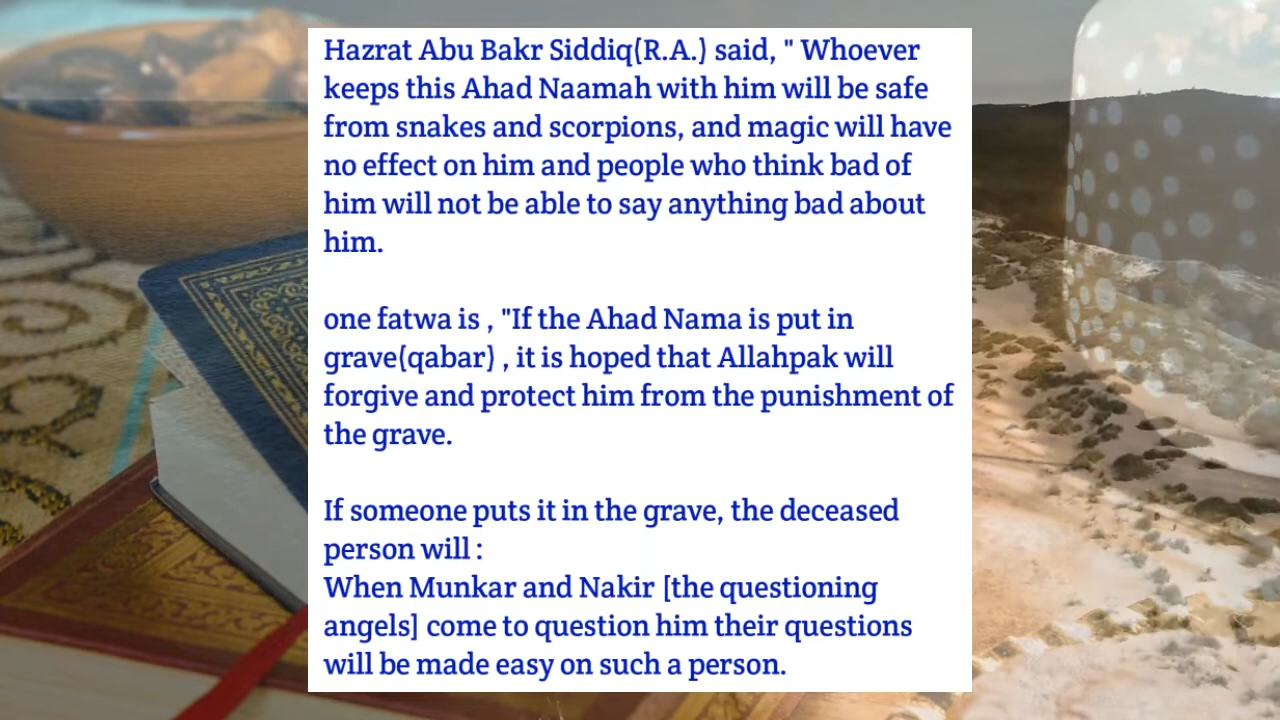 Hazrat Abu Bakr Siddiq(R.A.) said, " Whoever
keeps this Ahad Naamah with him will be safe
from snakes and scorpions, and magic will have
no effect on him and people who think bad of
him will not be able to say anything bad about
him.
one fatwa is , "If the Ahad Nama is put in
grave(qabar) , it is hoped that Allahpak will
forgive and protect him from the punishment of
the grave.
If someone puts it in the grave, the deceased
person will :
When Munkar and Nakir [the questioning
angels] come to question him their questions
will be made easy on such a person.